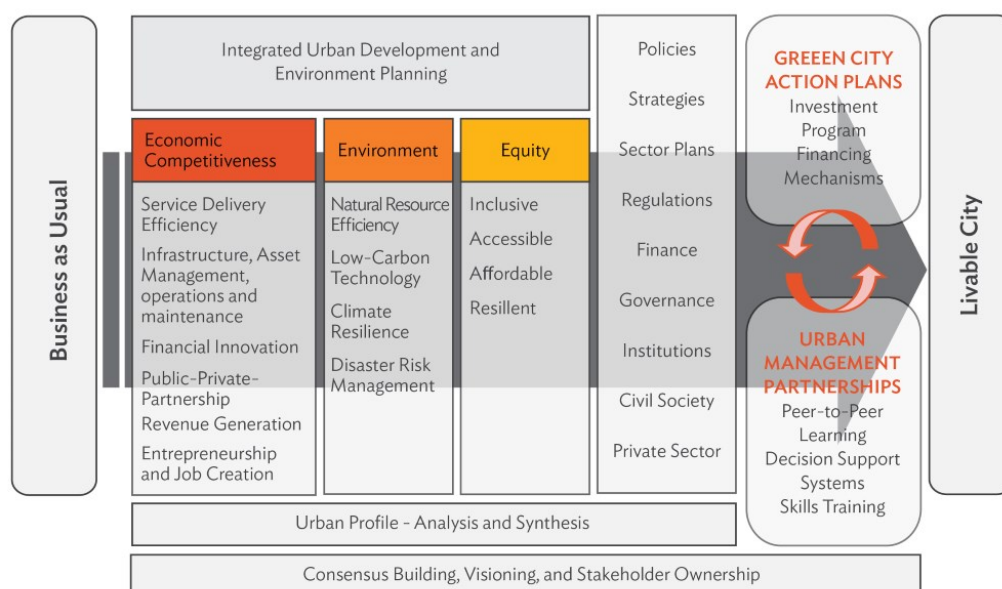 Business as Usual
Integrated Urban Development and
Environment Planning
Economic
Competitiveness
Service Delivery
Efficiency
Infrastructure, Asset
Management,
operations and
maintenance
Financial Innovation
Public-Private-
Partnership
Revenue Generation
Entrepreneurship
and Job Creation
Environment
Natural Resource
Efficiency
Low-Carbon
Technology
Climate
Resilience
Disaster Risk
Management
Equity
Inclusive
Accessible
Affordable
Resillent
Policies
Strategies
Sector Plans
Regulations
Finance
Governance
Institutions
Civil Society
Private Sector
GREEEN CITY
ACTION PLANS
Investment
Program
Financing
Mechanisms
URBAN
MANAGEMENT
PARTNERSHIPS
Peer-to-Peer
Learning
Decision Support
Systems
Skills Training
Livable City
Urban Profile - Analysis and Synthesis
Consensus Building, Visioning, and Stakeholder Ownership